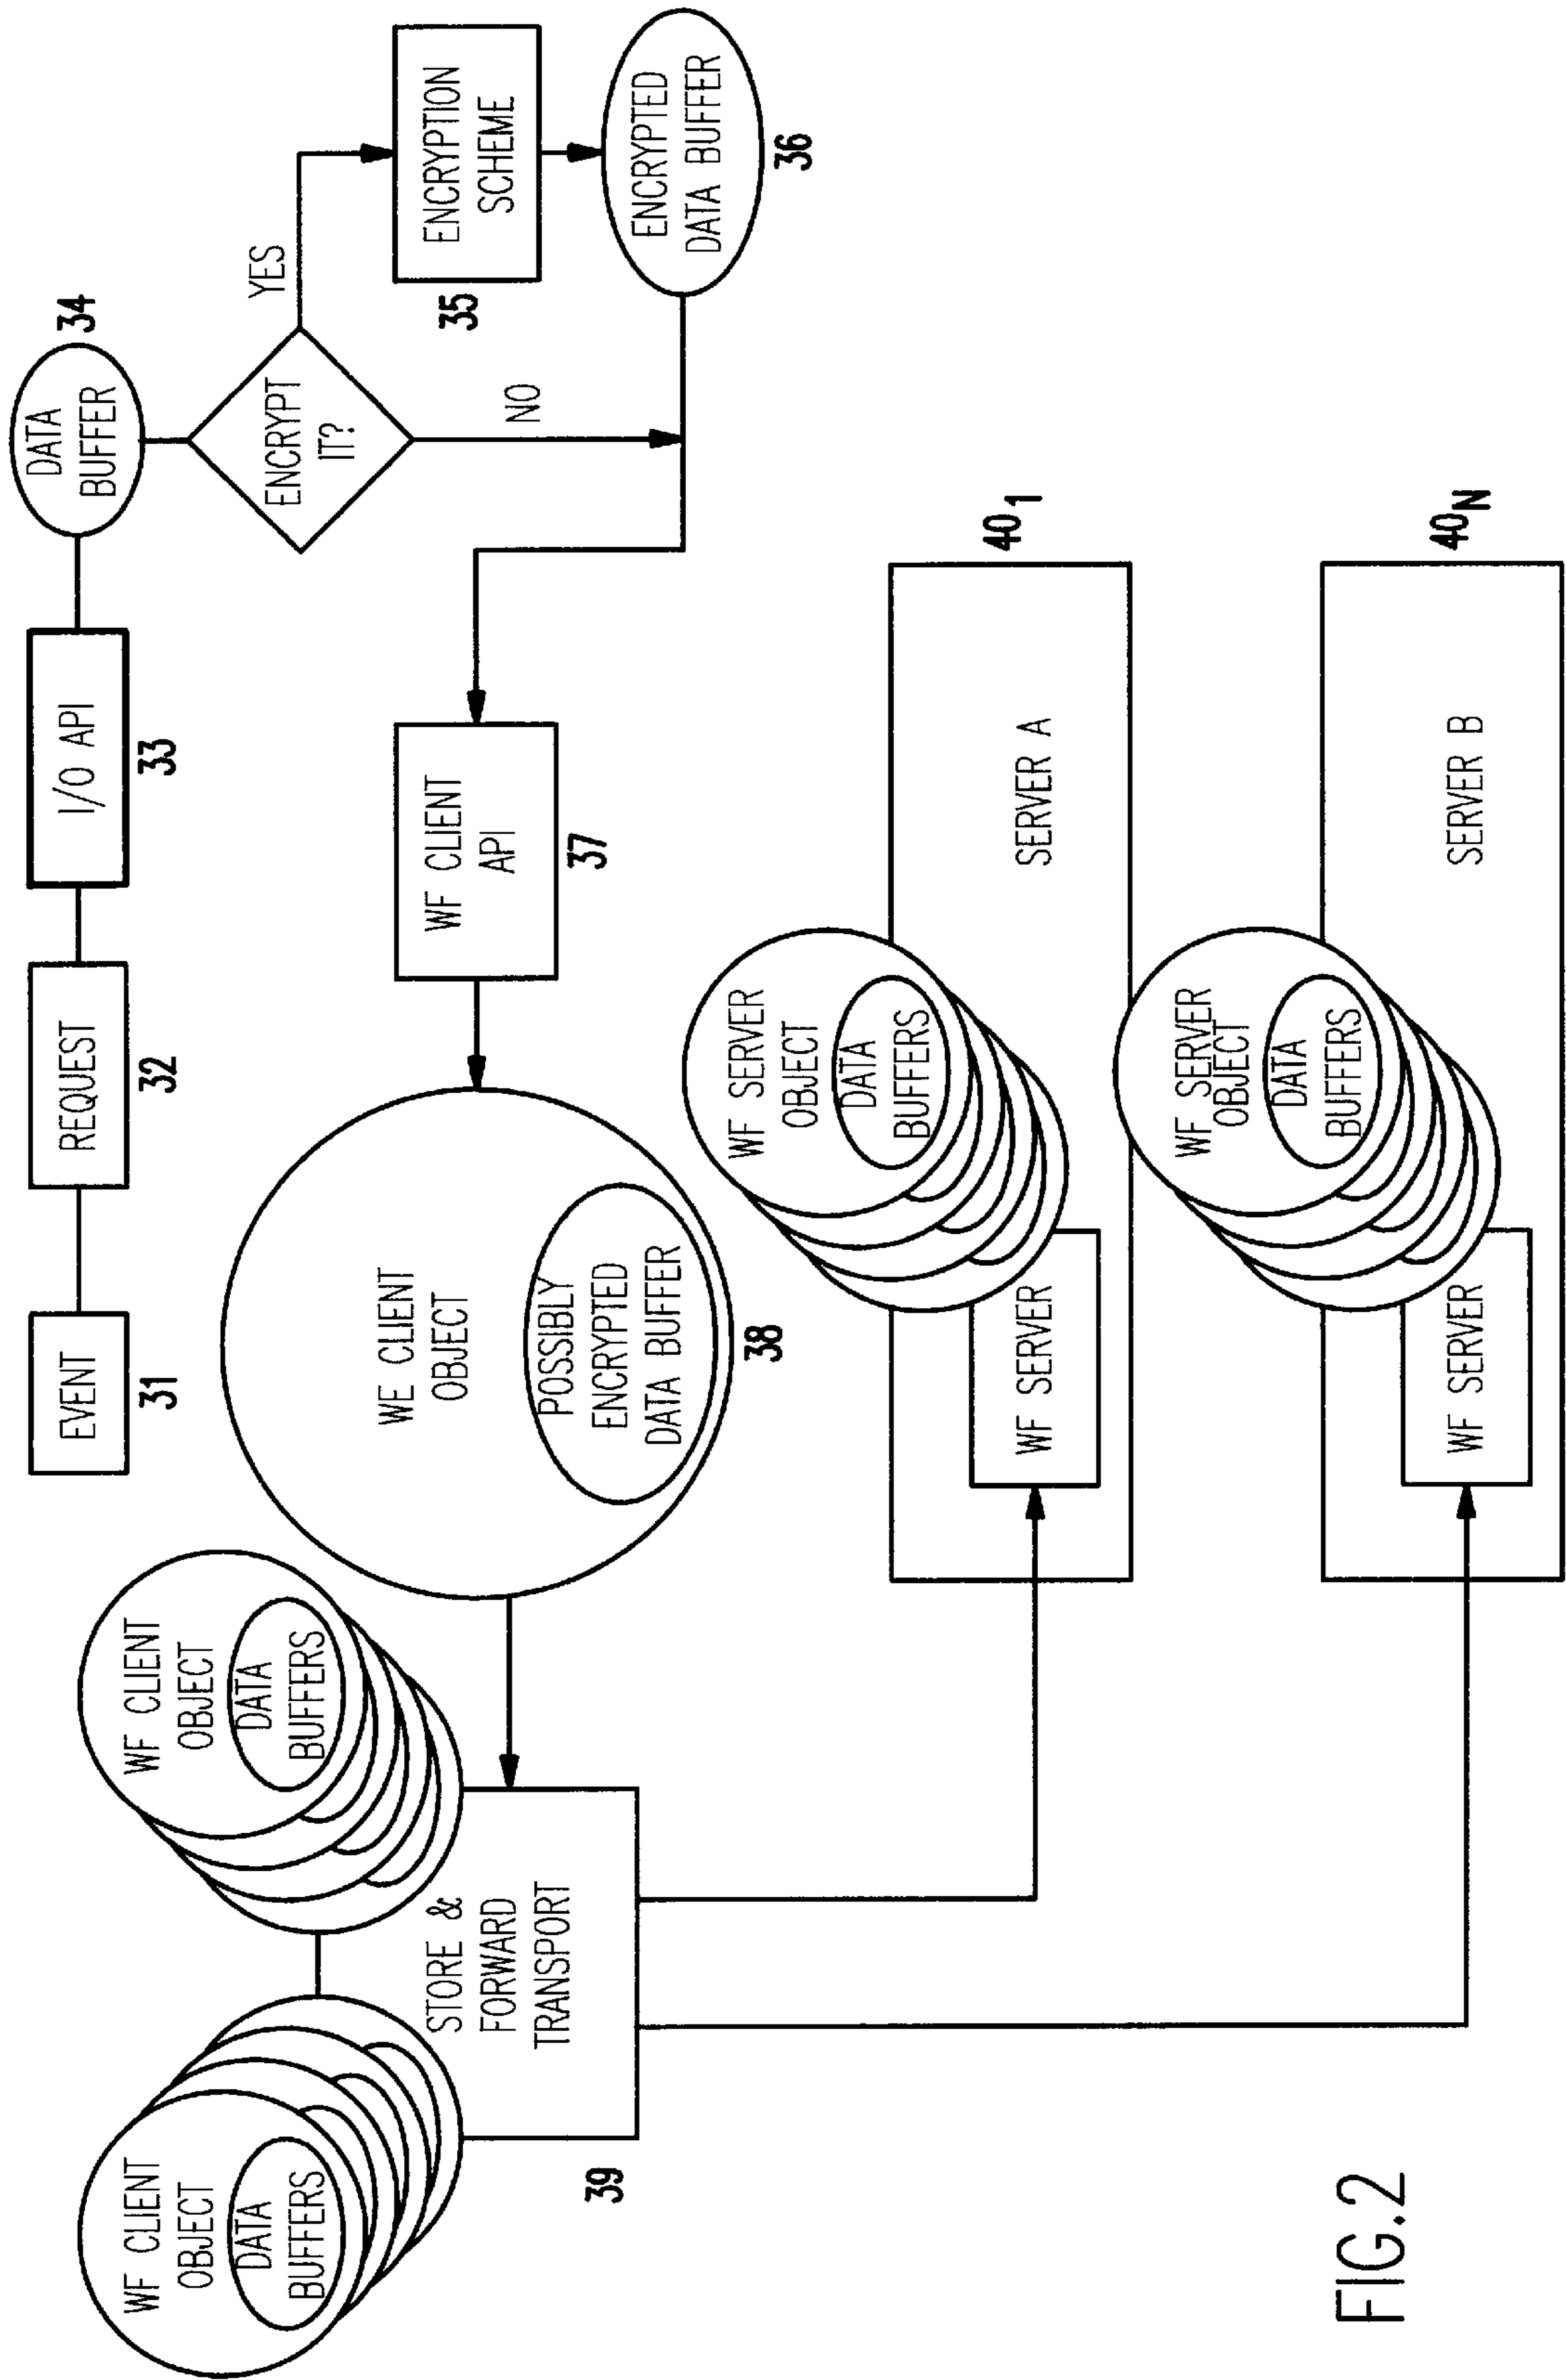 EVENT
31
REQUEST
32
I/O API
33
DATA
BUFFER
34
ENCRYPT
IT?
YES
NO
ENCRYPTION
SCHEME
35
ENCRYPTED
DATA BUFFER
36
WF CLIENT
API
37
WE CLIENT
OBJECT
POSSIBLY
ENCRYPTED
DATA BUFFER
38
WF CLIENT
OBJECT
DATA
BUFFERS
WF CLIENT
OBJECT
DATA
BUFFERS
STORE &
FORWARD
TRANSPORT
39
WF SERVER
OBJECT
DATA
BUFFERS
WF SERVER
SERVER A
401
WF SERVER
OBJECT
DATA
BUFFERS
WF SERVER
SERVER B
40N
FIG.2